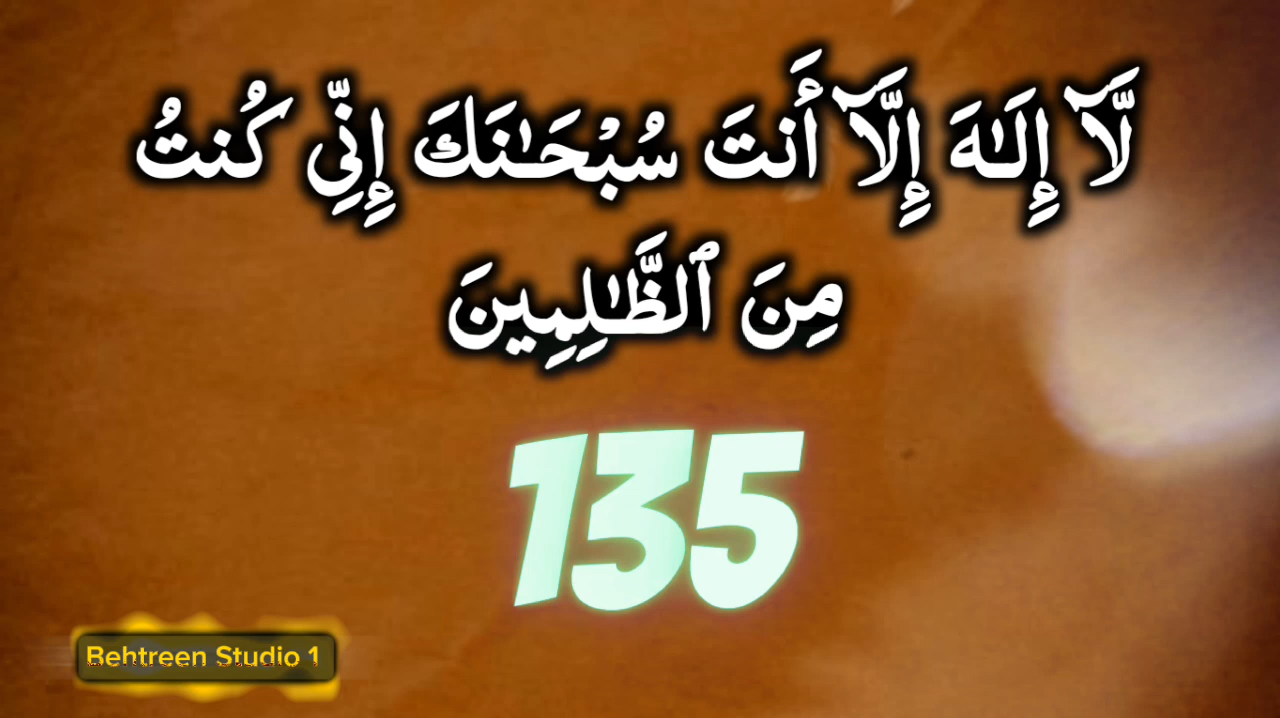 لَّآ إِلَـٰهَ إِلَّآ أَنتَ سُبْحَـٰنَكَ إِنِّى كُنتُ
مِنَ ٱلظَّـٰلِمِينَ
135
Behtreen Studio 1